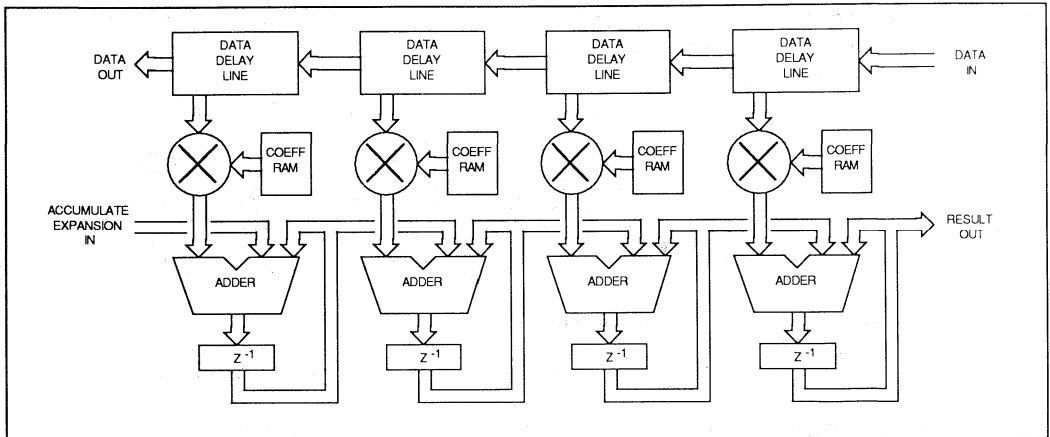 DATA
OUT
DATA
DELAY
LINE
DATA
DELAY
LINE
DATA
DELAY
LINE
DATA
DELAY
LINE
DATA
IN
COEFF
RAM
COEFF
RAM
COEFF
RAM
COEFF
RAM
ACCUMULATE
EXPANSION
IN
RESULT
OUT
ADDER
ADDER
ADDER
ADDER
Z⁻¹
Z⁻¹
Z⁻¹
Z⁻¹